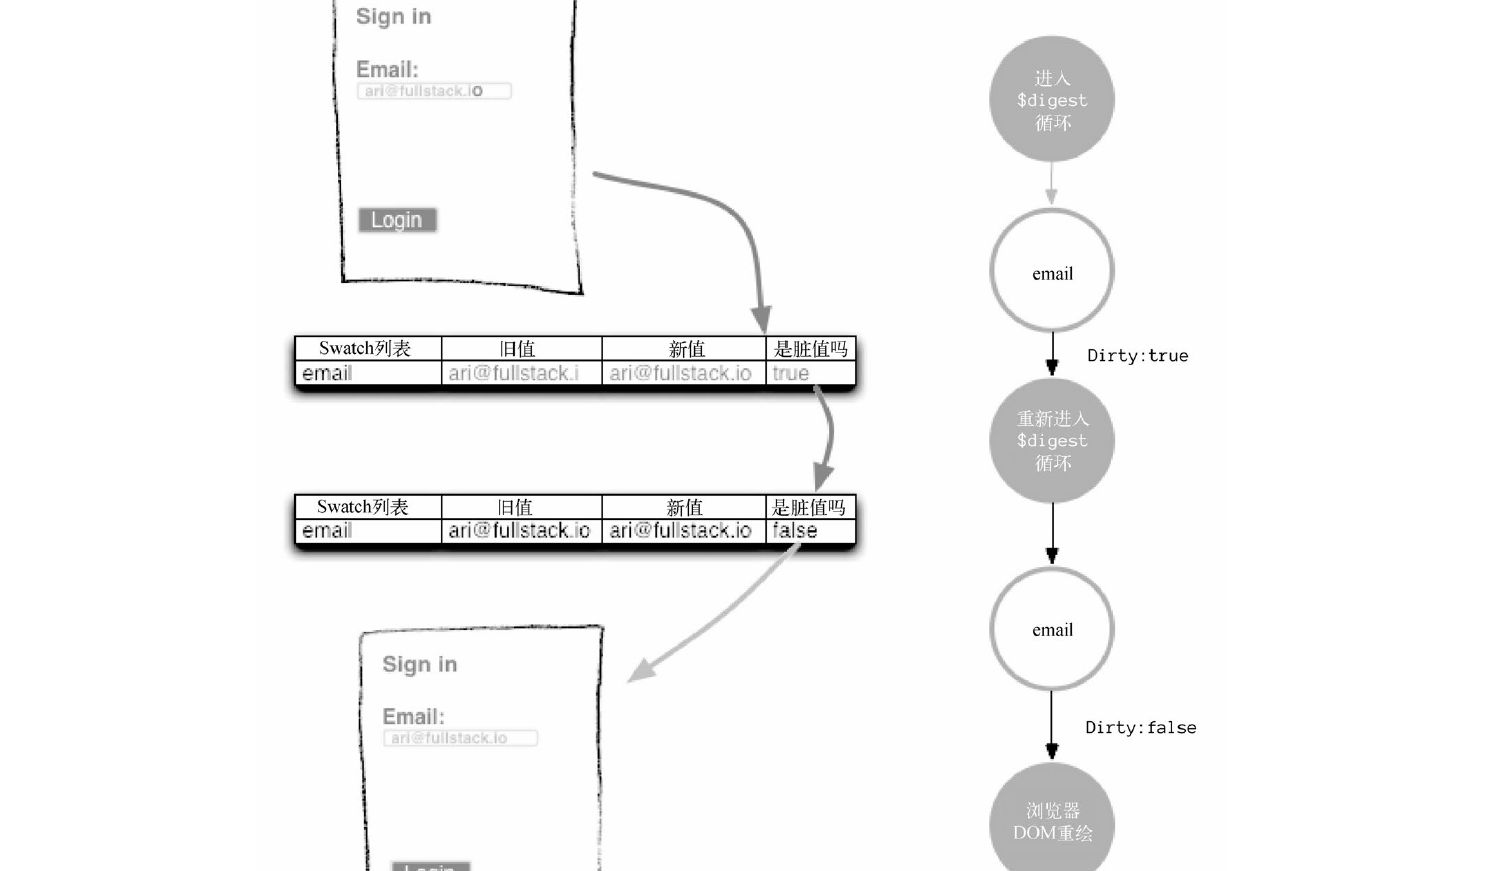 Sign in
Email:
ari@fullstack.io
Login
Swatch列表 旧值 新值 是脏值吗
email ari@fullstack.i ari@fullstack.io true
Swatch列表 旧值 新值 是脏值吗
email ari@fullstack.io ari@fullstack.io false
Sign in
Email:
ari@fullstack.io
Login
进入
$digest
循环
email
Dirty:true
重新进入
$digest
循环
email
Dirty:false
浏览器
DOM重绘